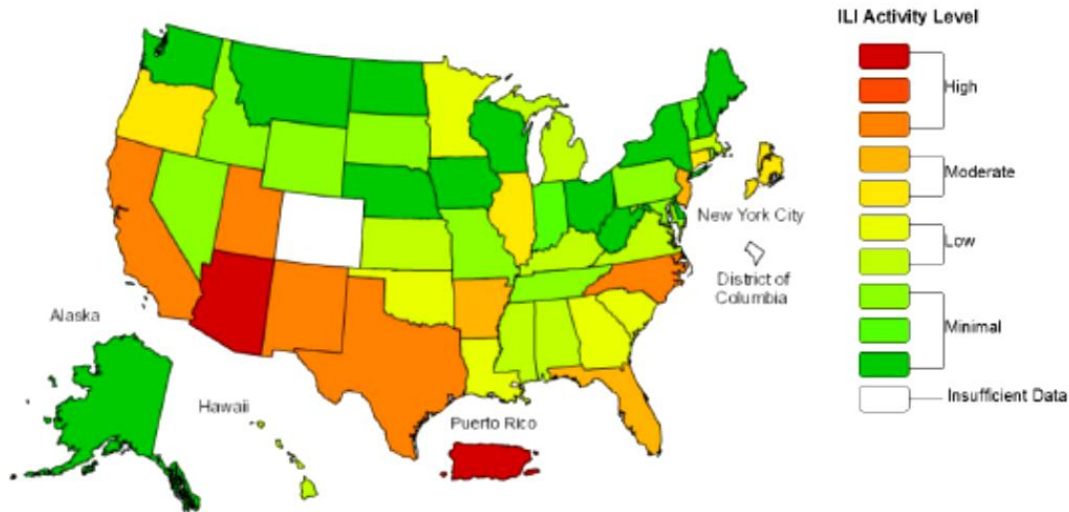 ILI Activity Level
High
Moderate
Low
Minimal
Insufficient Data
New York City
District of
Columbia
Alaska
Hawaii
Puerto Rico